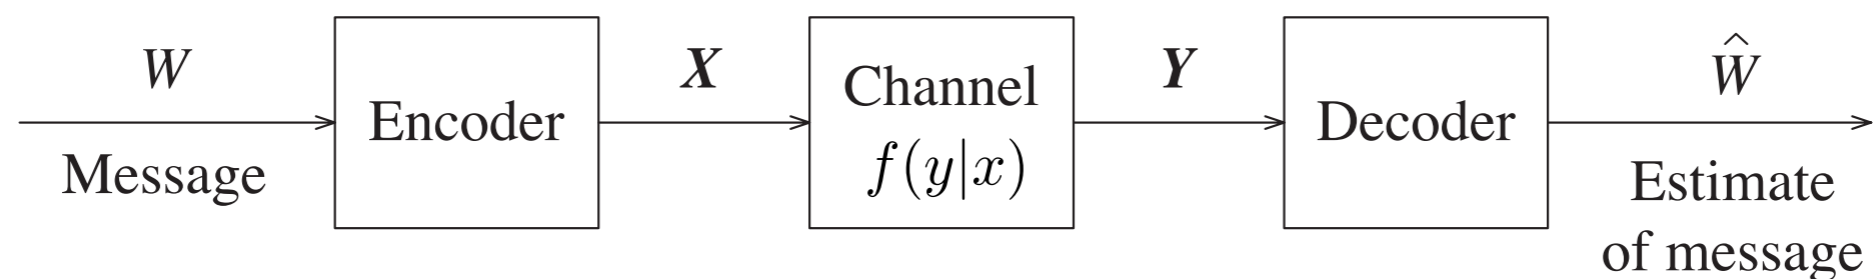 W
Message
Encoder
X
Channel
f(y|x)
Y
Decoder
Ŵ
Estimate
of message